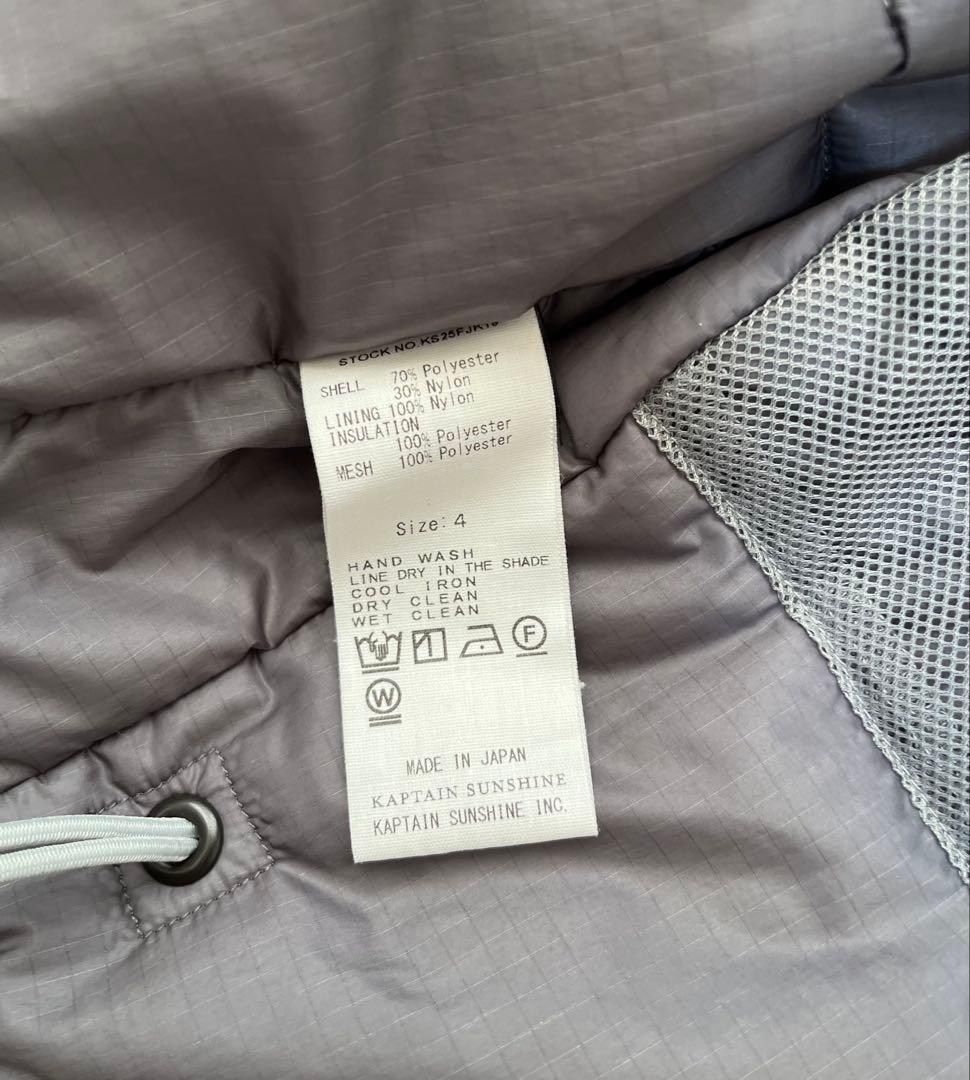 STOCK NO.
SHELL 70% Polyester
30% Nylon
LINING 100% Nylon
INSULATION
100% Polyester
MESH 100% Polyester
Size: 4
HAND WASH
LINE DRY IN THE SHADE
COOL IRON
DRY CLEAN
WET CLEAN
F
W
MADE IN JAPAN
KAPTAIN SUNSHINE
KAPTAIN SUNSHINE INC.